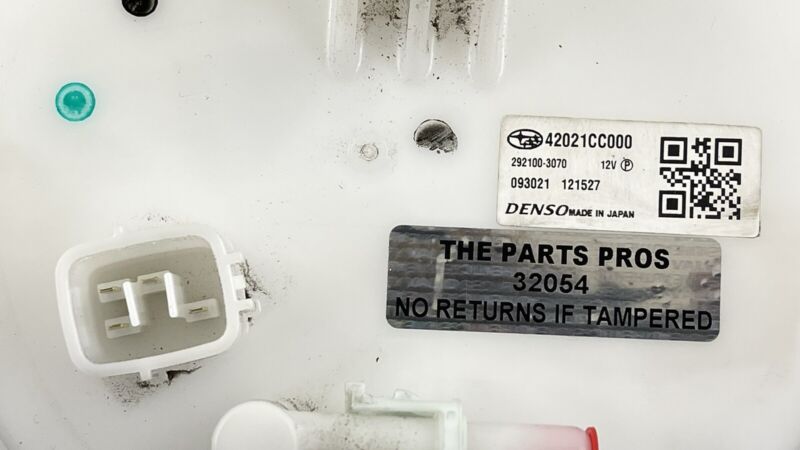 42021CC000
292100-3070 12V Ⓟ
093021 121527
DENSO MADE IN JAPAN
THE PARTS PROS
32054
NO RETURNS IF TAMPERED